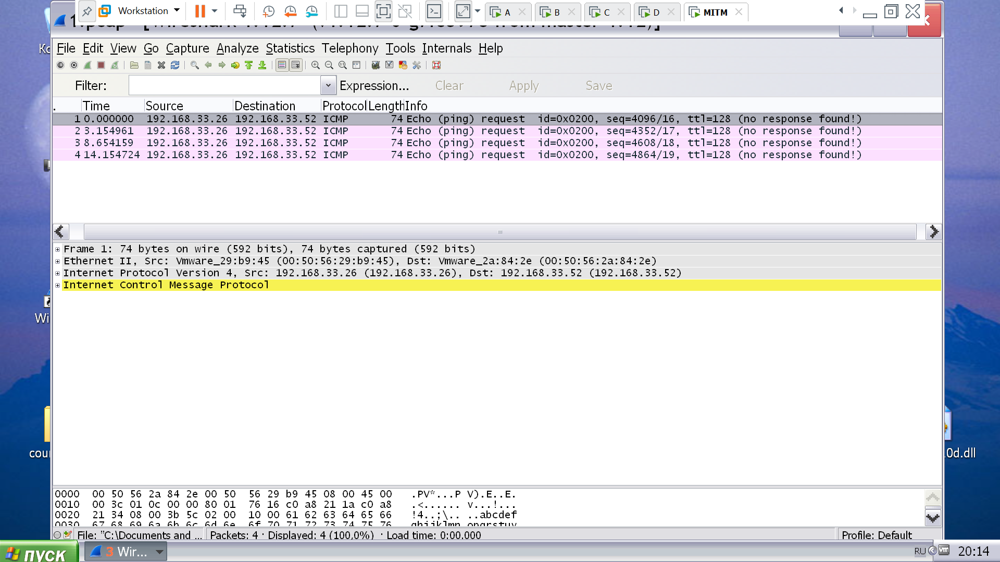 Workstation
A
B
C
D
MITM
File Edit View Go Capture Analyze Statistics Telephony Tools Internals Help
Filter:
Expression... Clear Apply Save
Time Source Destination Protocol Length Info
1 0.000000 192.168.33.26 192.168.33.52 ICMP 74 Echo (ping) request id=0x0200, seq=4096/16, ttl=128 (no response found!)
2 3.154961 192.168.33.26 192.168.33.52 ICMP 74 Echo (ping) request id=0x0200, seq=4352/17, ttl=128 (no response found!)
3 8.654159 192.168.33.26 192.168.33.52 ICMP 74 Echo (ping) request id=0x0200, seq=4608/18, ttl=128 (no response found!)
4 14.154724 192.168.33.26 192.168.33.52 ICMP 74 Echo (ping) request id=0x0200, seq=4864/19, ttl=128 (no response found!)
Frame 1: 74 bytes on wire (592 bits), 74 bytes captured (592 bits)
Ethernet II, Src: Vmware_29:b9:45 (00:50:56:29:b9:45), Dst: Vmware_2a:84:2e (00:50:56:2a:84:2e)
Internet Protocol Version 4, Src: 192.168.33.26 (192.168.33.26), Dst: 192.168.33.52 (192.168.33.52)
Internet Control Message Protocol
0000 00 50 56 2a 84 2e 00 50 56 29 b9 45 08 00 45 00 .PV*...P V).E..E.
0010 00 3c 01 0c 00 00 80 01 76 16 c0 a8 21 1a c0 a8 .<...... v...!...
0020 21 34 08 00 3b 5c 02 00 10 00 61 62 63 64 65 66 !4..;\.. ..abcdef
0030 67 68 69 6a 6b 6c 6d 6e 6f 70 71 72 73 74 75 76 ghijklmn opqrstuv
File: "C:\Documents and ... Packets: 4 · Displayed: 4 (100,0%) · Load time: 0:00.000
Profile: Default
0d.dll
пуск
3 Wir...
RU
20:14